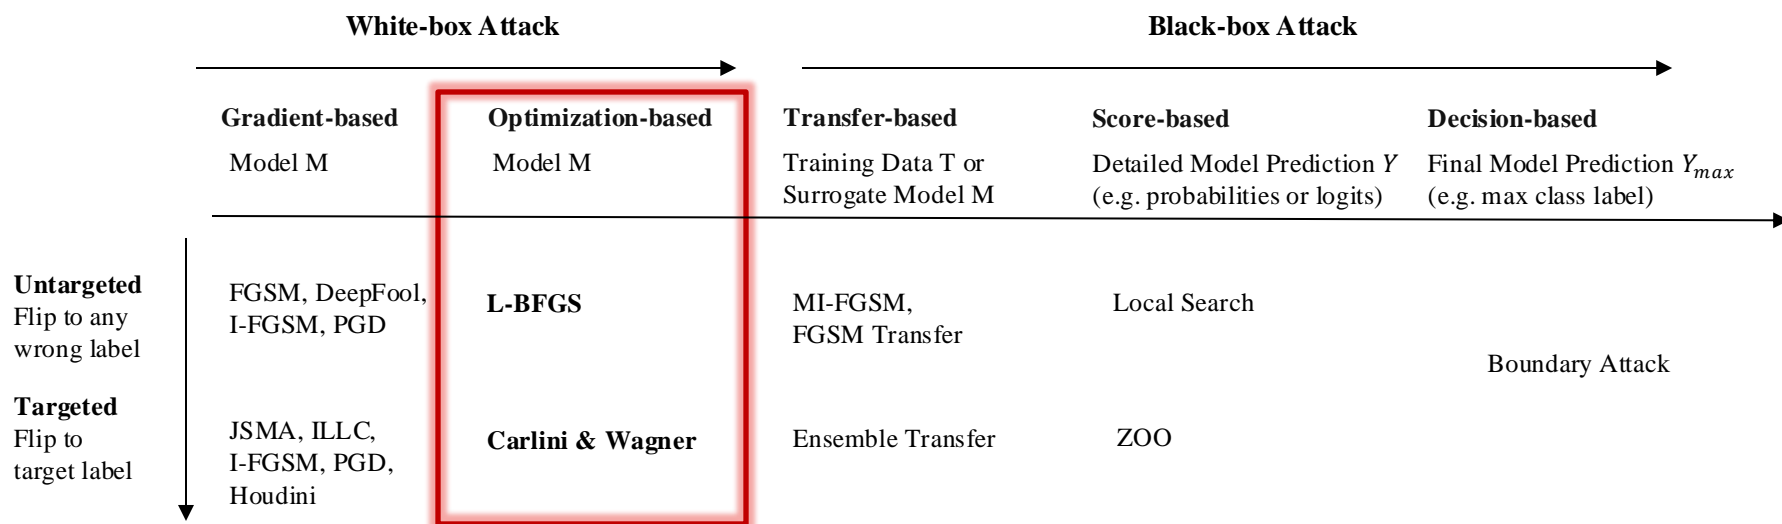 White-box Attack
Black-box Attack
Gradient-based
Optimization-based
Transfer-based
Score-based
Decision-based
Model M
Model M
Training Data T or
Surrogate Model M
Detailed Model Prediction Y
(e.g. probabilities or logits)
Final Model Prediction Y_max
(e.g. max class label)
Untargeted
Flip to any
wrong label
FGSM, DeepFool,
I-FGSM, PGD
L-BFGS
MI-FGSM,
FGSM Transfer
Local Search
Boundary Attack
Targeted
Flip to
target label
JSMA, ILLC,
I-FGSM, PGD,
Houdini
Carlini & Wagner
Ensemble Transfer
ZOO